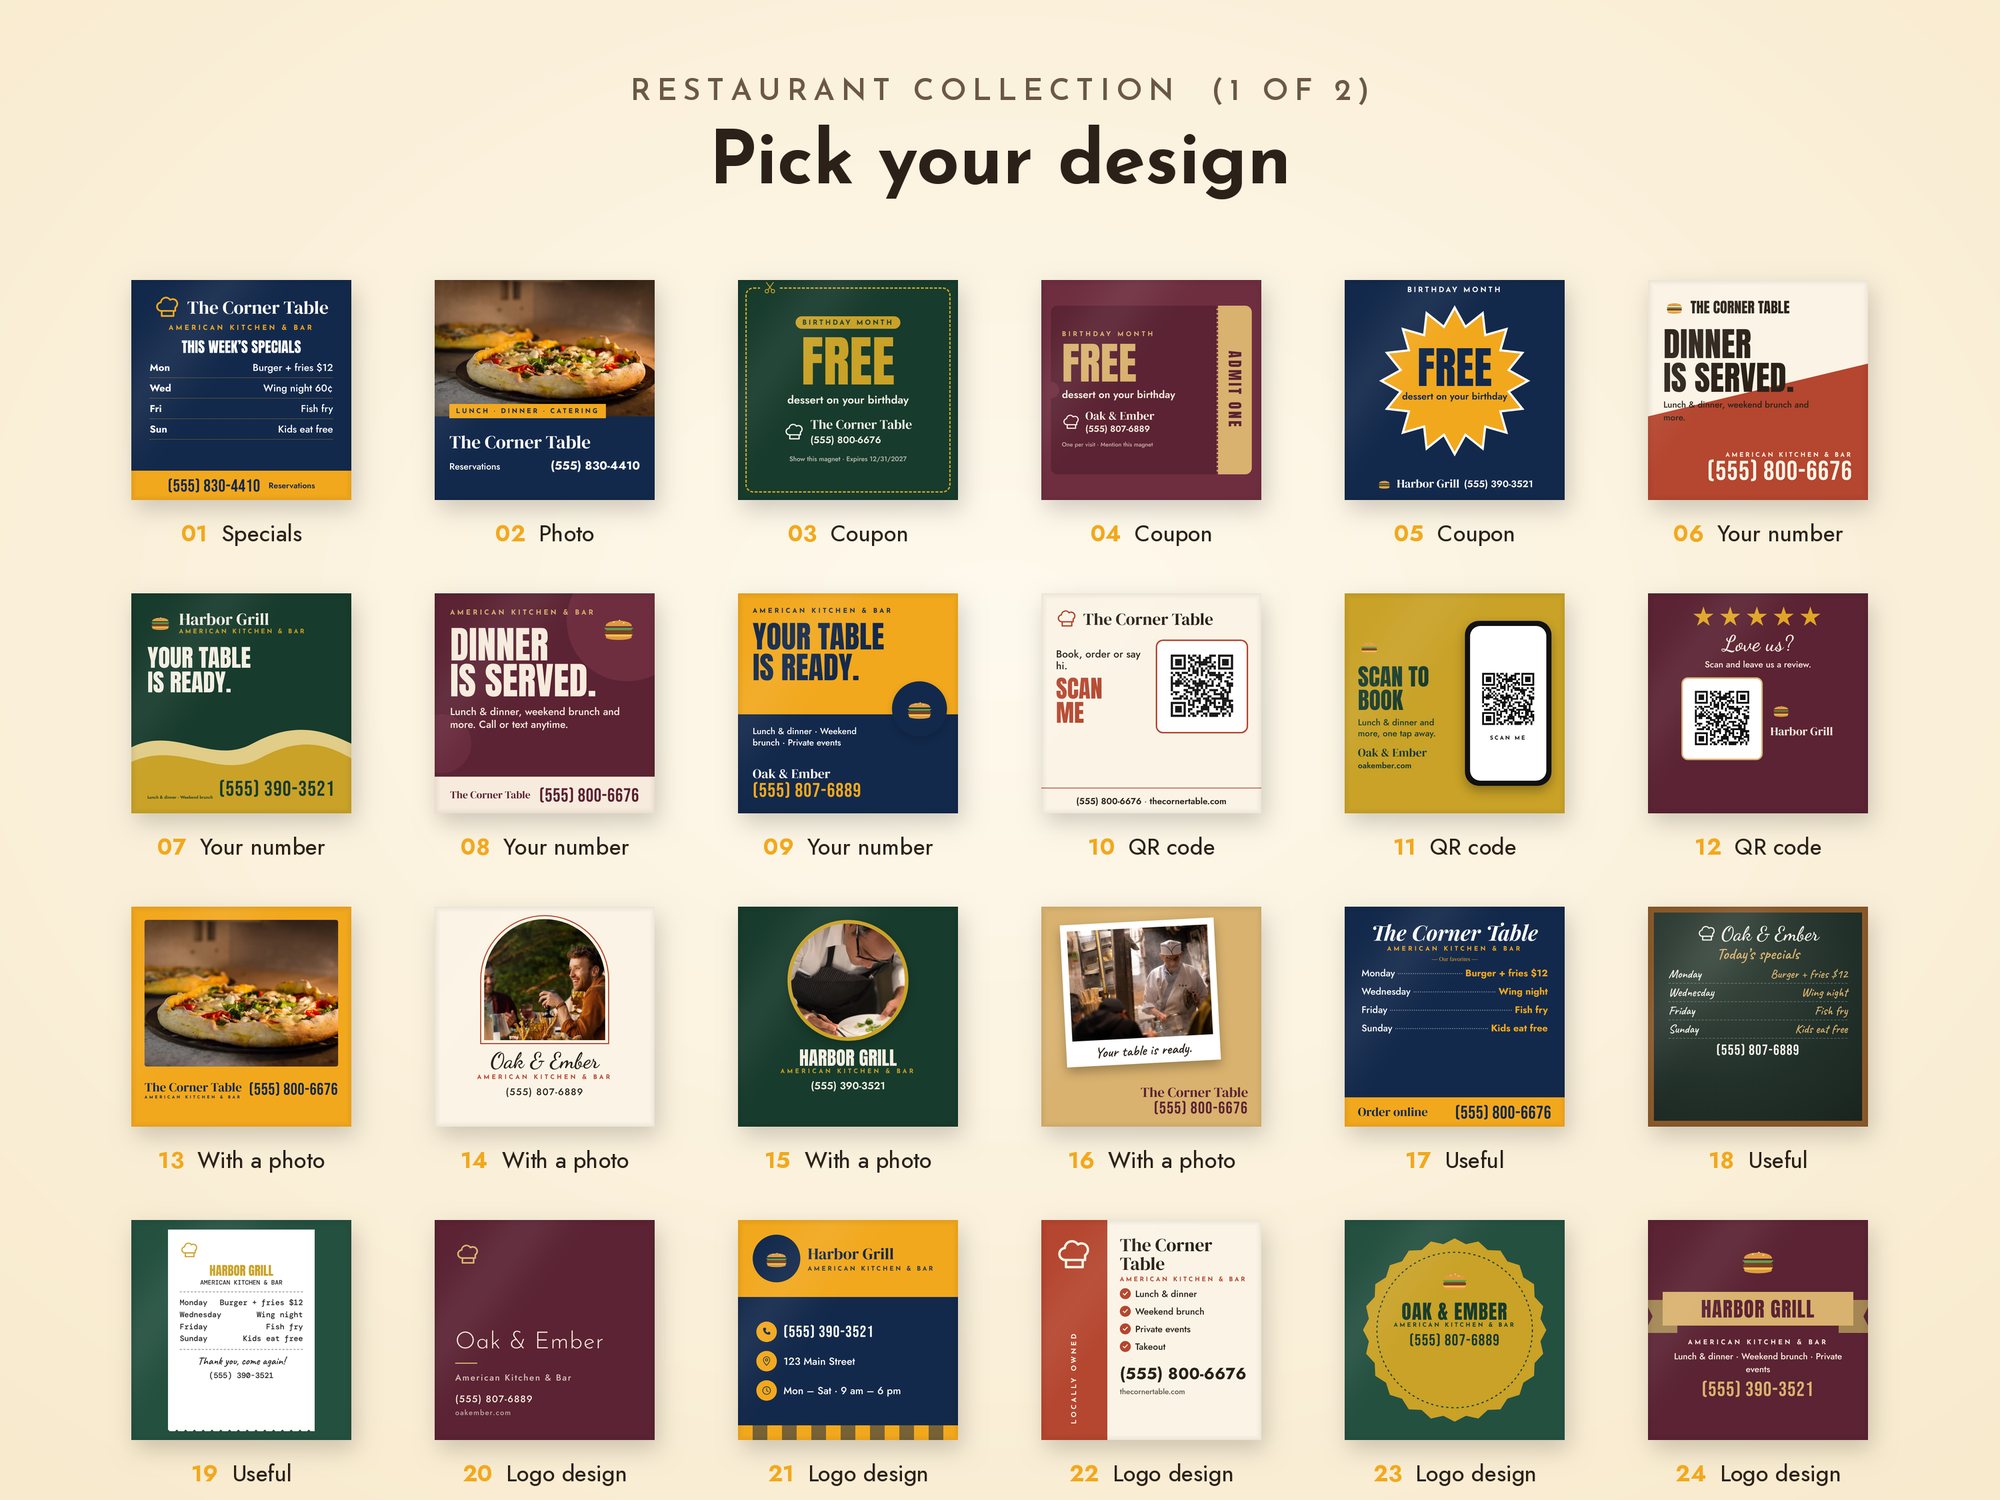 RESTAURANT COLLECTION (1 OF 2)
Pick your design
The Corner Table
AMERICAN KITCHEN & BAR
THIS WEEK'S SPECIALS
Mon Burger + fries $12
Wed Wing night 60¢
Fri Fish fry
Sun Kids eat free
(555) 830-4410 Reservations
01 Specials
LUNCH · DINNER · CATERING
The Corner Table
Reservations (555) 830-4410
02 Photo
BIRTHDAY MONTH
FREE
dessert on your birthday
The Corner Table
(555) 800-6676
Show this magnet · Expires 12/31/2027
03 Coupon
BIRTHDAY MONTH
FREE
dessert on your birthday
Oak & Ember
(555) 807-6889
One per visit · Mention this magnet
ADMIT ONE
04 Coupon
BIRTHDAY MONTH
FREE
dessert on your birthday
Harbor Grill (555) 390-3521
05 Coupon
THE CORNER TABLE
DINNER
IS SERVED.
Lunch & dinner, weekend brunch and
more.
AMERICAN KITCHEN & BAR
(555) 800-6676
06 Your number
Harbor Grill
AMERICAN KITCHEN & BAR
YOUR TABLE
IS READY.
Lunch & dinner · Weekend brunch (555) 390-3521
07 Your number
AMERICAN KITCHEN & BAR
DINNER
IS SERVED.
Lunch & dinner, weekend brunch and
more. Call or text anytime.
The Corner Table (555) 800-6676
08 Your number
AMERICAN KITCHEN & BAR
YOUR TABLE
IS READY.
Lunch & dinner · Weekend
brunch · Private events
Oak & Ember
(555) 807-6889
09 Your number
The Corner Table
Book, order or say
hi.
SCAN
ME
(555) 800-6676 · thecornertable.com
10 QR code
SCAN TO
BOOK
Lunch & dinner and
more, one tap away.
Oak & Ember
oakember.com
SCAN ME
11 QR code
Love us?
Scan and leave us a review.
Harbor Grill
12 QR code
The Corner Table (555) 800-6676
AMERICAN KITCHEN & BAR
13 With a photo
Oak & Ember
AMERICAN KITCHEN & BAR
(555) 807-6889
14 With a photo
HARBOR GRILL
AMERICAN KITCHEN & BAR
(555) 390-3521
15 With a photo
Your table is ready.
The Corner Table
(555) 800-6676
16 With a photo
The Corner Table
AMERICAN KITCHEN & BAR
— Our favorites —
Monday Burger + fries $12
Wednesday Wing night
Friday Fish fry
Sunday Kids eat free
Order online (555) 800-6676
17 Useful
Oak & Ember
Today's specials
Monday Burger + fries $12
Wednesday Wing night
Friday Fish fry
Sunday Kids eat free
(555) 807-6889
18 Useful
HARBOR GRILL
AMERICAN KITCHEN & BAR
Monday Burger + fries $12
Wednesday Wing night
Friday Fish fry
Sunday Kids eat free
Thank you, come again!
(555) 390-3521
19 Useful
Oak & Ember
American Kitchen & Bar
(555) 807-6889
oakember.com
20 Logo design
Harbor Grill
AMERICAN KITCHEN & BAR
(555) 390-3521
123 Main Street
Mon – Sat · 9 am – 6 pm
21 Logo design
LOCALLY OWNED
The Corner
Table
AMERICAN KITCHEN & BAR
Lunch & dinner
Weekend brunch
Private events
Takeout
(555) 800-6676
thecornertable.com
22 Logo design
OAK & EMBER
AMERICAN KITCHEN & BAR
(555) 807-6889
23 Logo design
HARBOR GRILL
AMERICAN KITCHEN & BAR
Lunch & dinner · Weekend brunch · Private
events
(555) 390-3521
24 Logo design